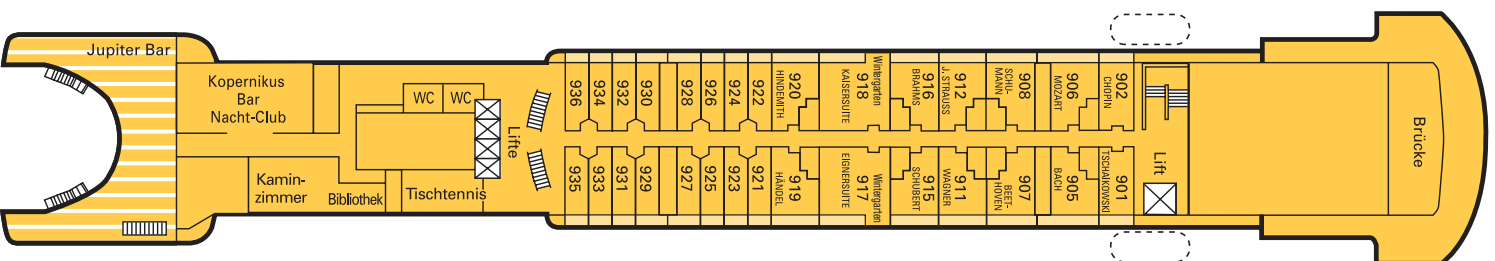 Jupiter Bar
Kopernikus
Bar
Nacht-Club
Kamin-
zimmer
Bibliothek
WC
WC
Tischtennis
Lifte
936
934
932
930
928
926
924
922
920
HINDEMITH
918
KAISERSUITE
Wintergarten
916
BRAHMS
912
J. STRAUSS
908
SCHU-
MANN
906
MOZART
902
CHOPIN
935
933
931
929
927
925
923
921
919
HÄNDEL
917
EIGNERSUITE
Wintergarten
915
SCHUBERT
911
WAGNER
907
BEET-
HOVEN
905
BACH
901
TSCHAIKOWSKI
Lift
Brücke